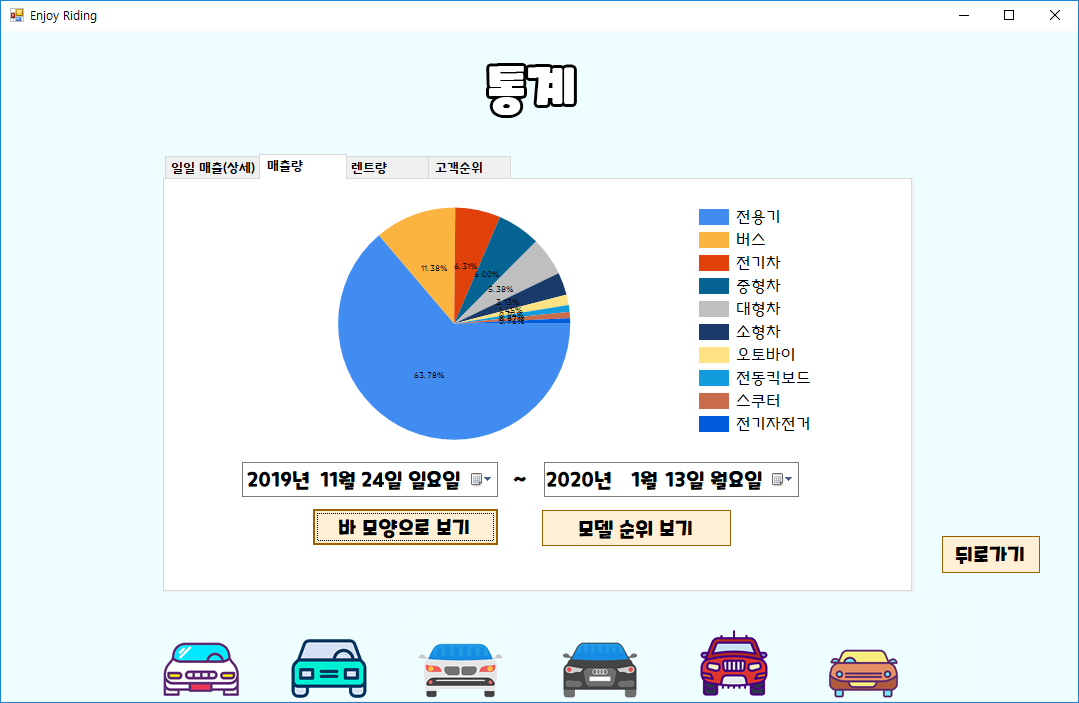 Enjoy Riding
통계
일일 매출(상세) 매출량 렌트량 고객순위
전용기
버스
전기차
중형차
대형차
소형차
오토바이
전동킥보드
스쿠터
전기자전거
11.38%
6.31%
6.00%
5.38%
63.78%
2019년 11월 24일 일요일 ~ 2020년 1월 13일 월요일
바 모양으로 보기
모델 순위 보기
뒤로가기